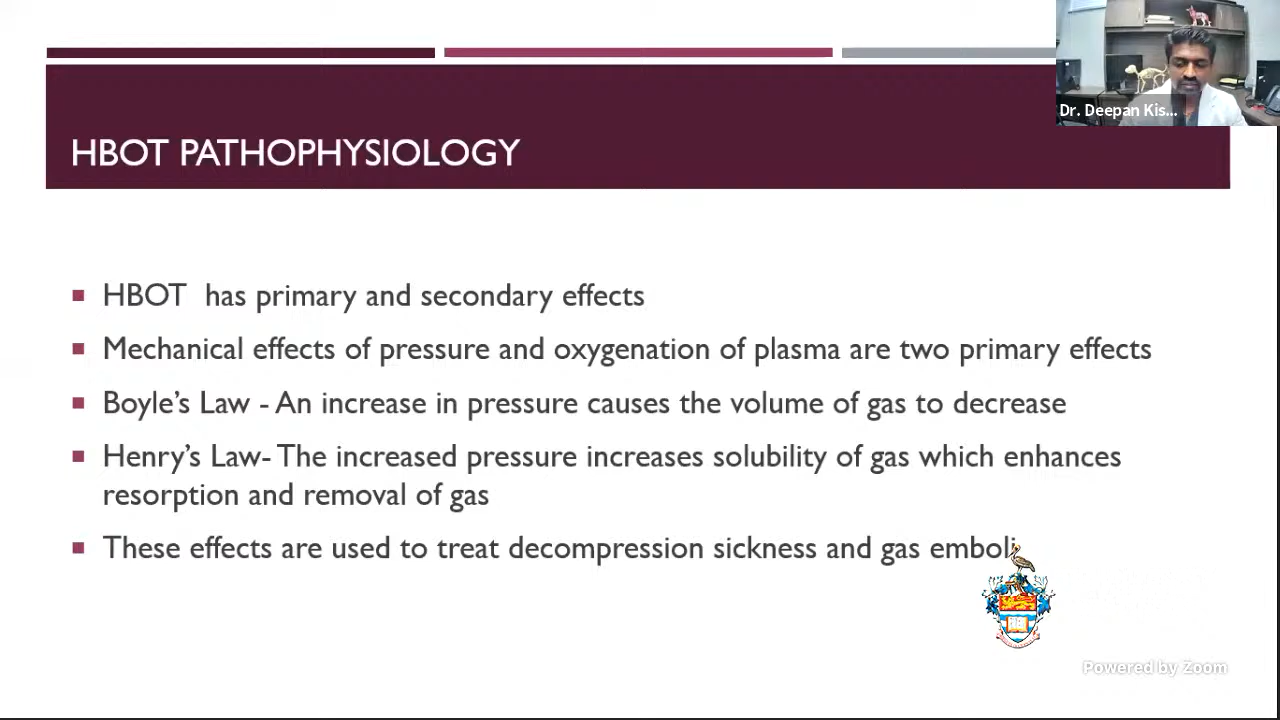 Dr. Deepan Kis...
HBOT PATHOPHYSIOLOGY
HBOT has primary and secondary effects
Mechanical effects of pressure and oxygenation of plasma are two primary effects
Boyle's Law - An increase in pressure causes the volume of gas to decrease
Henry's Law- The increased pressure increases solubility of gas which enhances
resorption and removal of gas
These effects are used to treat decompression sickness and gas emboli
Powered by Zoom